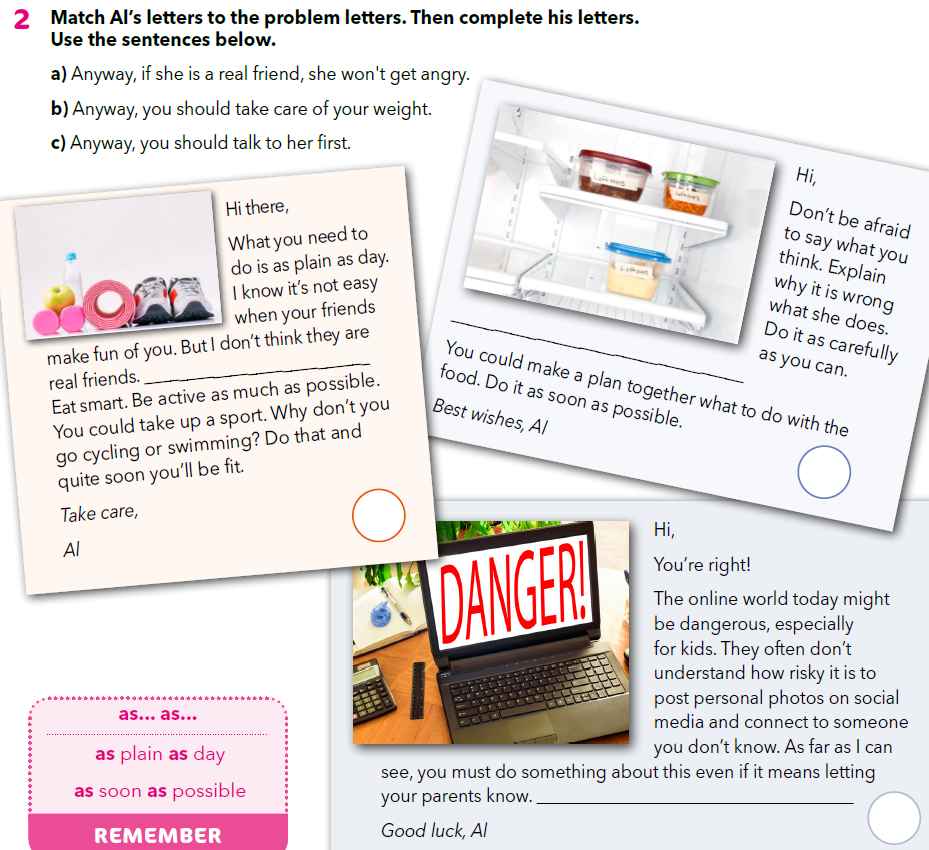 2 Match Al’s letters to the problem letters. Then complete his letters.
Use the sentences below.
a) Anyway, if she is a real friend, she won't get angry.
b) Anyway, you should take care of your weight.
c) Anyway, you should talk to her first.
Hi there,
What you need to
do is as plain as day.
I know it’s not easy
when your friends
make fun of you. But I don’t think they are
real friends.
Eat smart. Be active as much as possible.
You could take up a sport. Why don’t you
go cycling or swimming? Do that and
quite soon you’ll be fit.
Take care,
Al
Leftovers
Leftovers
Leftovers
Hi,
Don’t be afraid
to say what you
think. Explain
why it is wrong
what she does.
Do it as carefully
as you can.
You could make a plan together what to do with the
food. Do it as soon as possible.
Best wishes, Al
DANGER!
Hi,
You’re right!
The online world today might
be dangerous, especially
for kids. They often don’t
understand how risky it is to
post personal photos on social
media and connect to someone
you don’t know. As far as I can
see, you must do something about this even if it means letting
your parents know.
Good luck, Al
as... as...
as plain as day
as soon as possible
REMEMBER